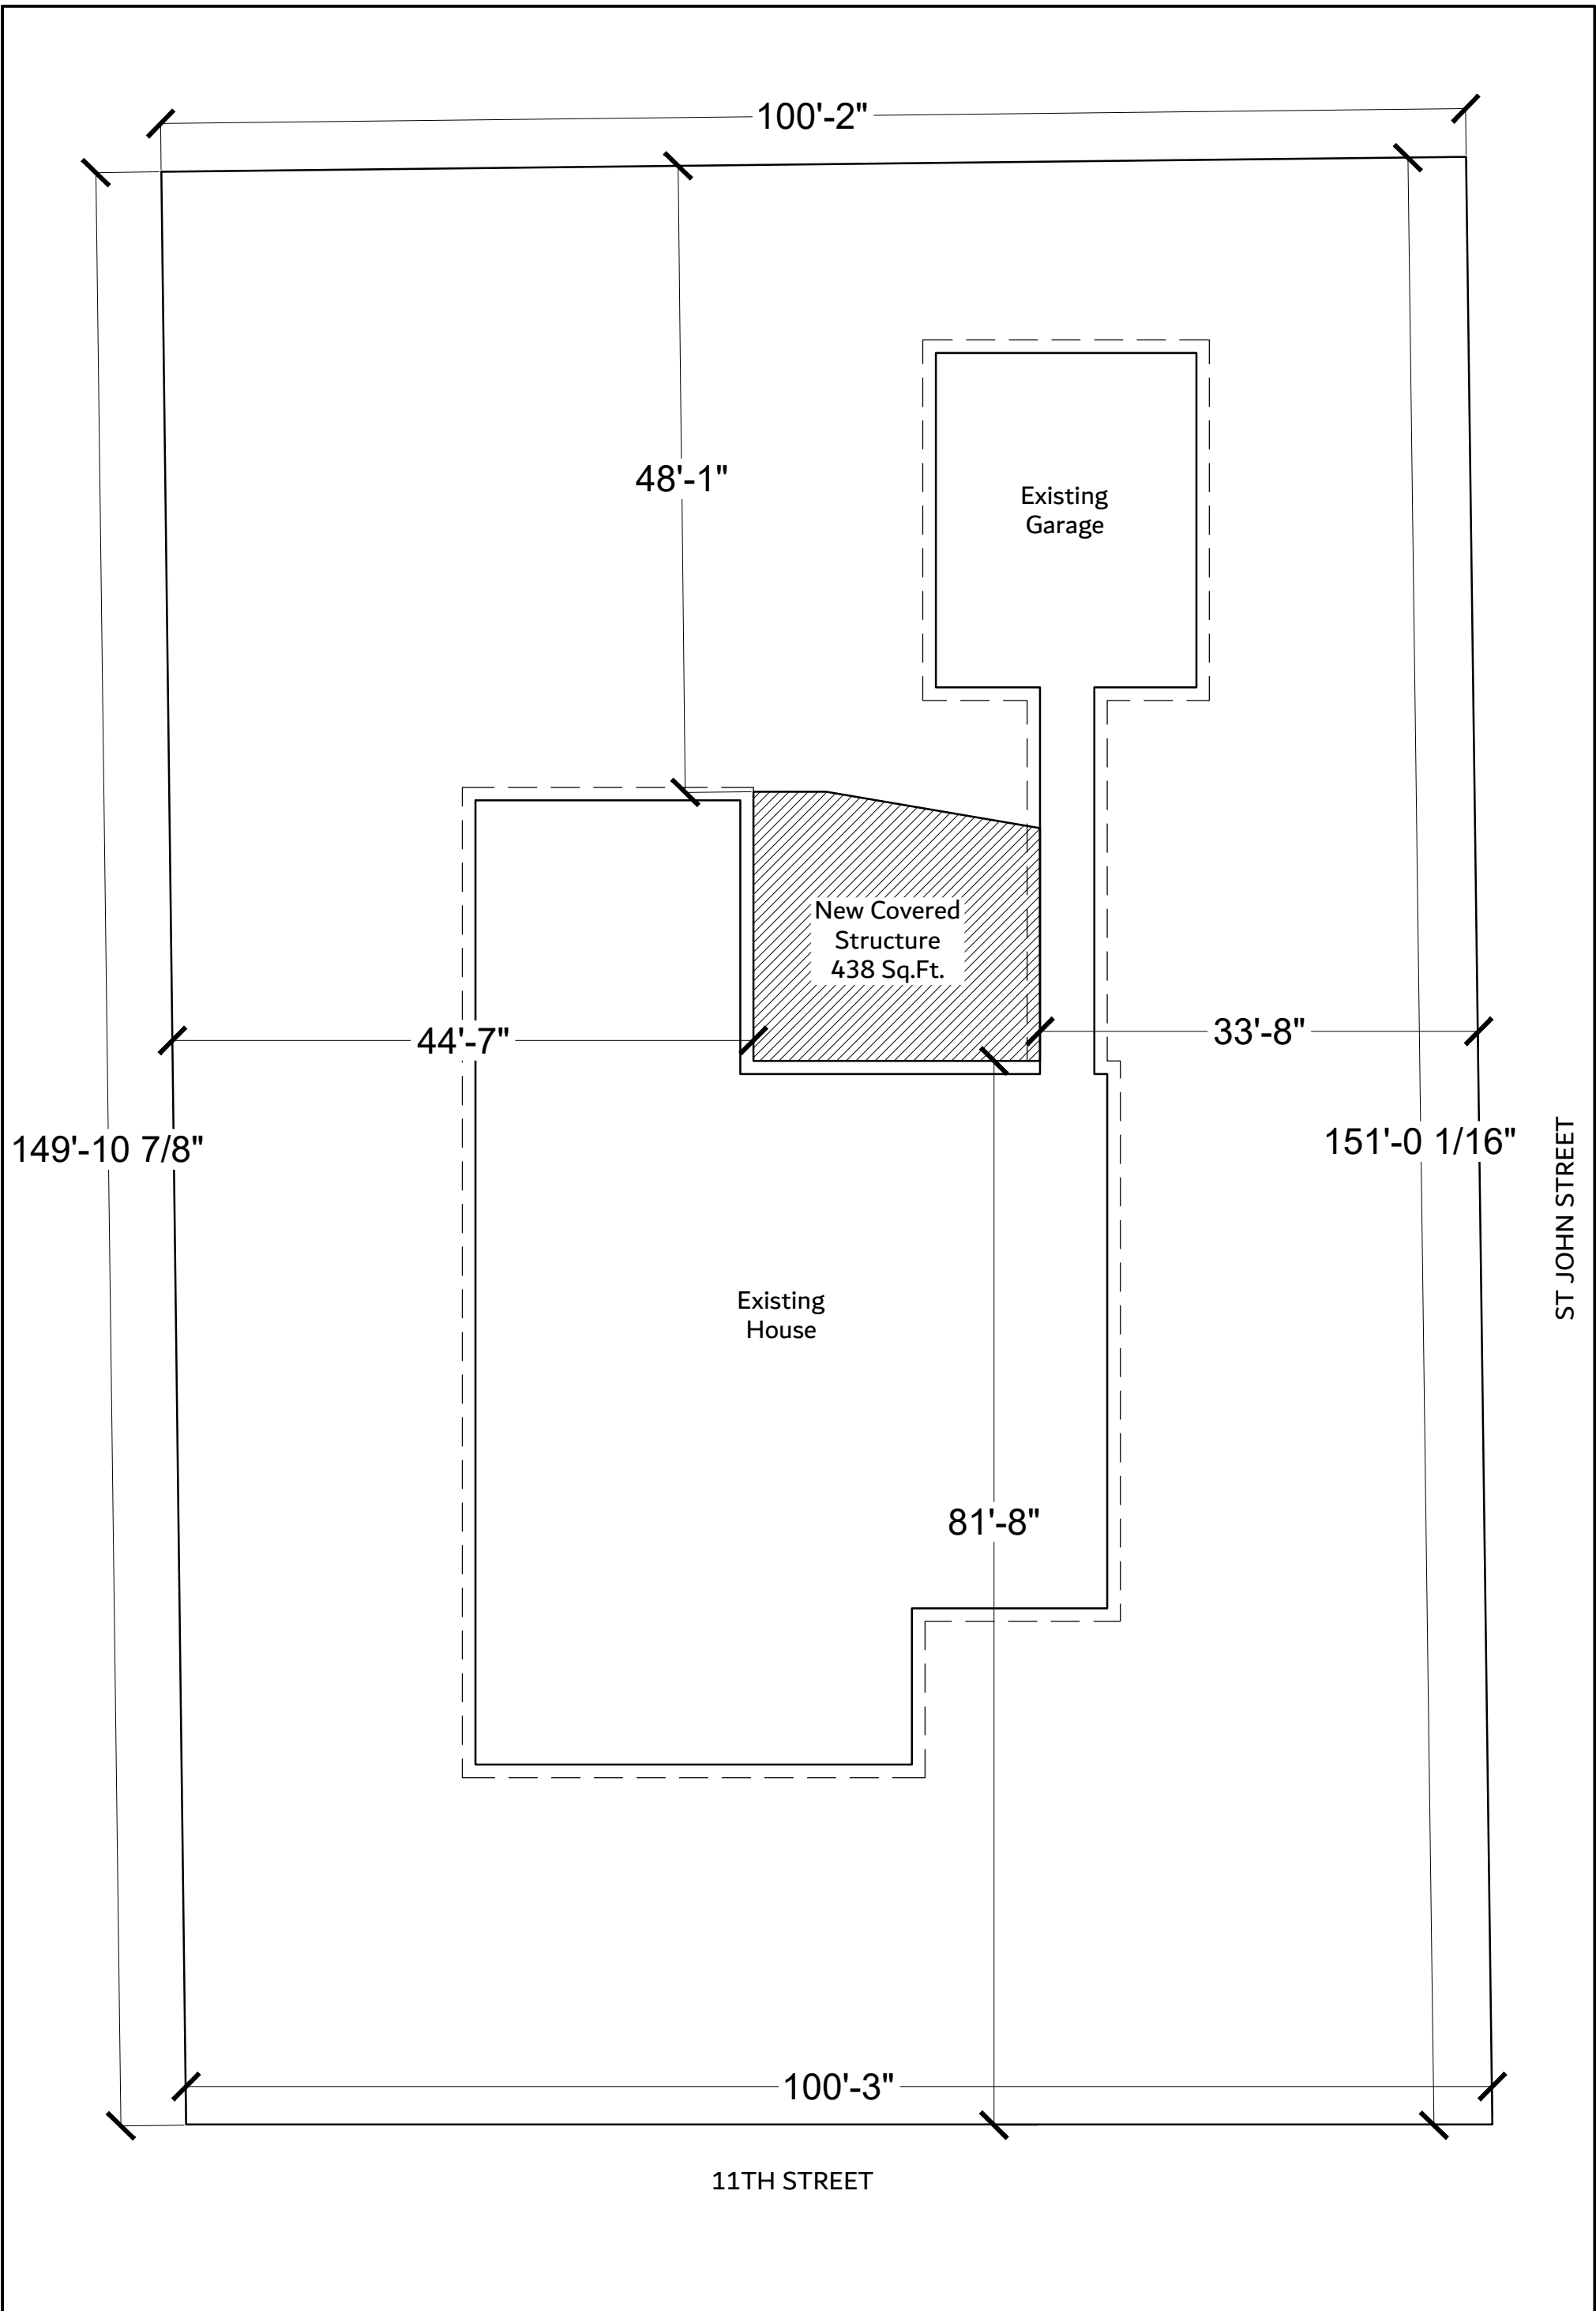 100'-2"
48'-1"
Existing
Garage
New Covered
Structure
438 Sq.Ft.
44'-7"
33'-8"
149'-10 7/8"
151'-0 1/16"
ST JOHN STREET
Existing
House
81'-8"
100'-3"
11TH STREET